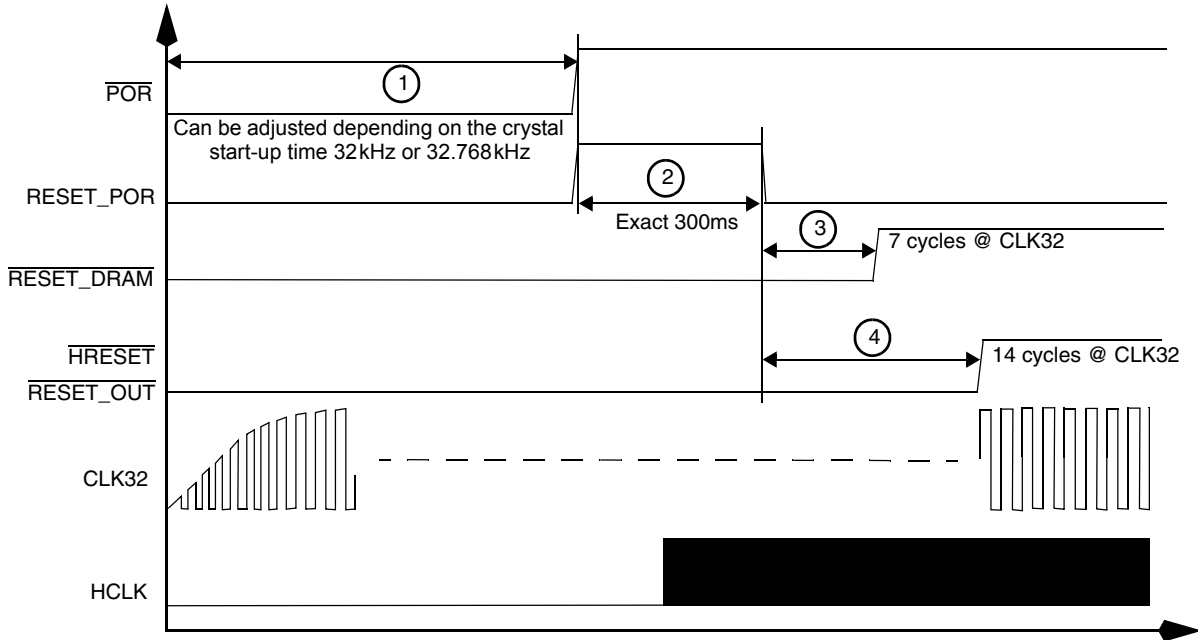 1
POR
Can be adjusted depending on the crystal
start-up time 32kHz or 32.768kHz
2
RESET_POR
Exact 300ms
3
7 cycles @ CLK32
RESET_DRAM
4
HRESET
14 cycles @ CLK32
RESET_OUT
CLK32
HCLK